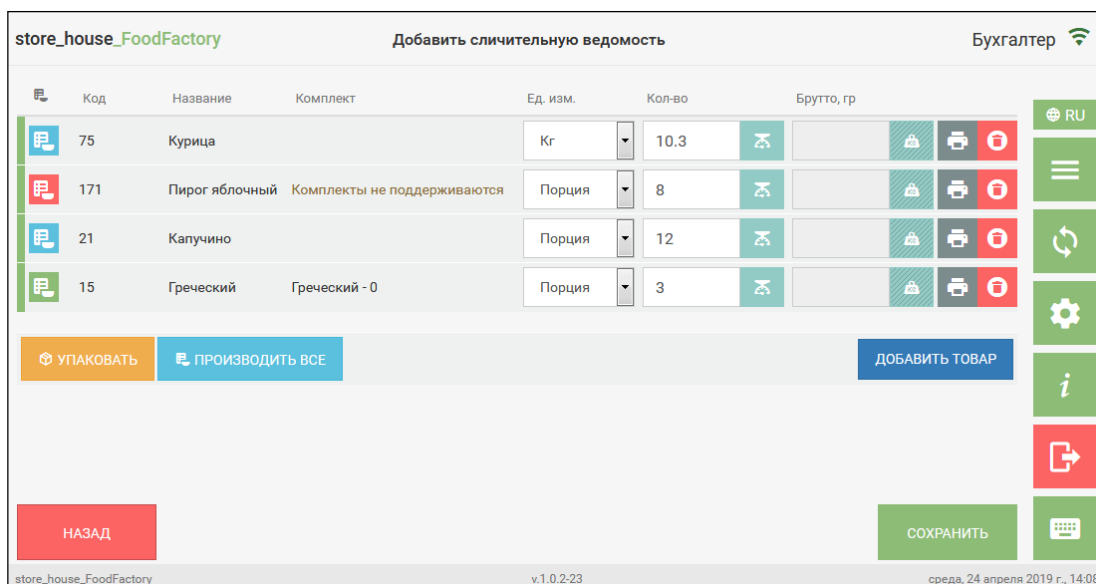 store_house_FoodFactory Добавить сличительную ведомость Бухгалтер
Код Название Комплект Ед. изм. Кол-во Брутто, гр
RU
75 Курица Кг 10.3
171 Пирог яблочный Комплекты не поддерживаются Порция 8
21 Капучино Порция 12
15 Греческий Греческий - 0 Порция 3
УПАКОВАТЬ ПРОИЗВОДИТЬ ВСЕ ДОБАВИТЬ ТОВАР
НАЗАД СОХРАНИТЬ
store_house_FoodFactory v.1.0.2-23 среда, 24 апреля 2019 г., 14:08